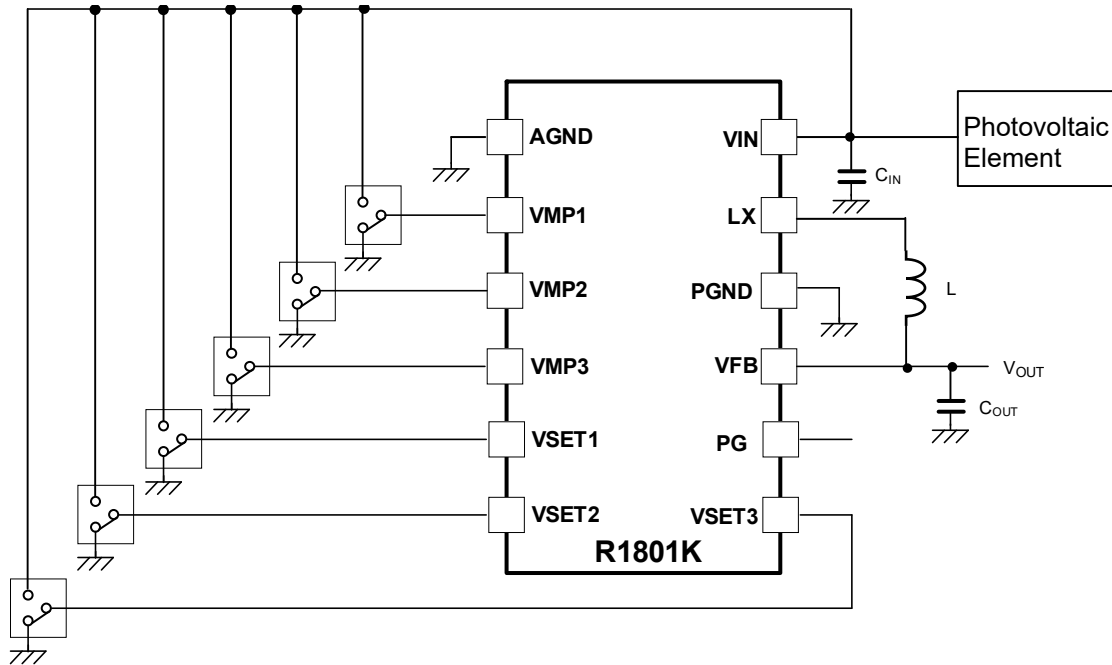 AGND
VIN
Photovoltaic
Element
C_IN
VMP1
LX
VMP2
PGND
L
VMP3
VFB
V_OUT
C_OUT
VSET1
PG
VSET2
VSET3
R1801K